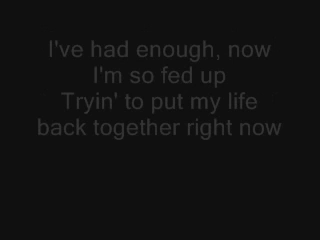 I've had enough, now
I'm so fed up
Tryin' to put my life
back together right now